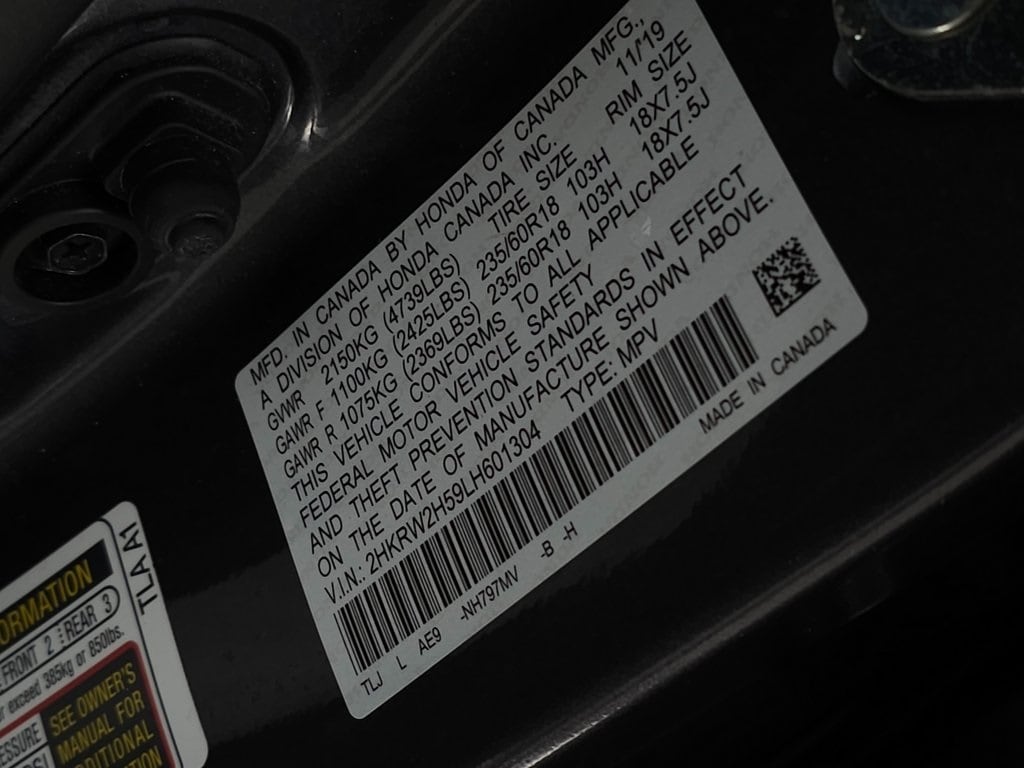 MFD. IN CANADA BY HONDA OF CANADA MFG.,
A DIVISION OF HONDA CANADA INC. 11/19
GVWR 2150KG (4739LBS) TIRE SIZE RIM SIZE
GAWR F 1100KG (2425LBS) 235/60R18 103H 18X7.5J
GAWR R 1075KG (2369LBS) 235/60R18 103H 18X7.5J
THIS VEHICLE CONFORMS TO ALL APPLICABLE
FEDERAL MOTOR VEHICLE SAFETY
AND THEFT PREVENTION STANDARDS IN EFFECT
ON THE DATE OF MANUFACTURE SHOWN ABOVE.
V.I.N.: 2HKRW2H59LH601304 TYPE: MPV
TLJ L AE9 -NH797MV -B -H MADE IN CANADA
TLA A1
FRONT 2 REAR 3
exceed 385kg or 850lbs.
SEE OWNER'S
MANUAL FOR